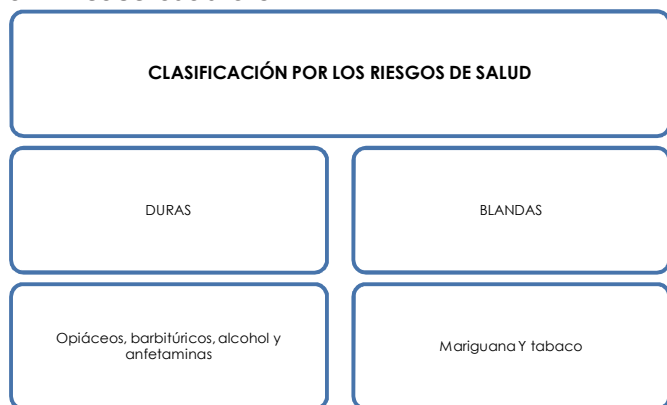 CLASIFICACIÓN POR LOS RIESGOS DE SALUD
DURAS
BLANDAS
Opiáceos, barbitúricos, alcohol y
anfetaminas
Mariguana Y tabaco